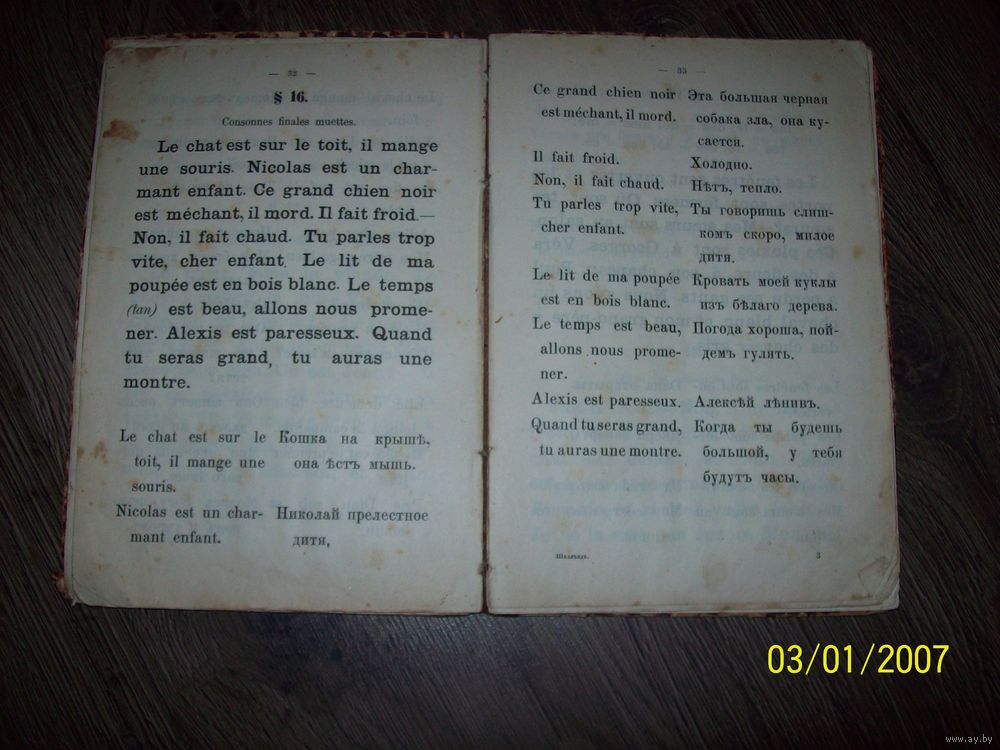 — 32 —
§ 16.
Consonnes finales muettes.
Le chat est sur le toit, il mange
une souris. Nicolas est un char-
mant enfant. Ce grand chien noir
est méchant, il mord. Il fait froid.—
Non, il fait chaud. Tu parles trop
vite, cher enfant. Le lit de ma
poupée est en bois blanc. Le temps
(tan) est beau, allons nous prome-
ner. Alexis est paresseux. Quand
tu seras grand, tu auras une
montre.
Le chat est sur le Кошка на крышѣ,
toit, il mange une она ѣстъ мышь.
souris.
Nicolas est un char- Николай прелестное
mant enfant. дитя,
— 33 —
Ce grand chien noir Эта большая черная
est méchant, il mord. собака зла, она ку-
сается.
Il fait froid. Холодно.
Non, il fait chaud. Нѣтъ, тепло.
Tu parles trop vite, Ты говоришь слиш-
cher enfant. комъ скоро, милое
дитя.
Le lit de ma poupée Кровать моей куклы
est en bois blanc. изъ бѣлаго дерева.
Le temps est beau, Погода хороша, пой-
allons nous prome- демъ гулять.
ner.
Alexis est paresseux. Алексѣй лѣнивъ.
Quand tu seras grand, Когда ты будешь
tu auras une montre. большой, у тебя
будутъ часы.
3
03/01/2007
www.ay.by